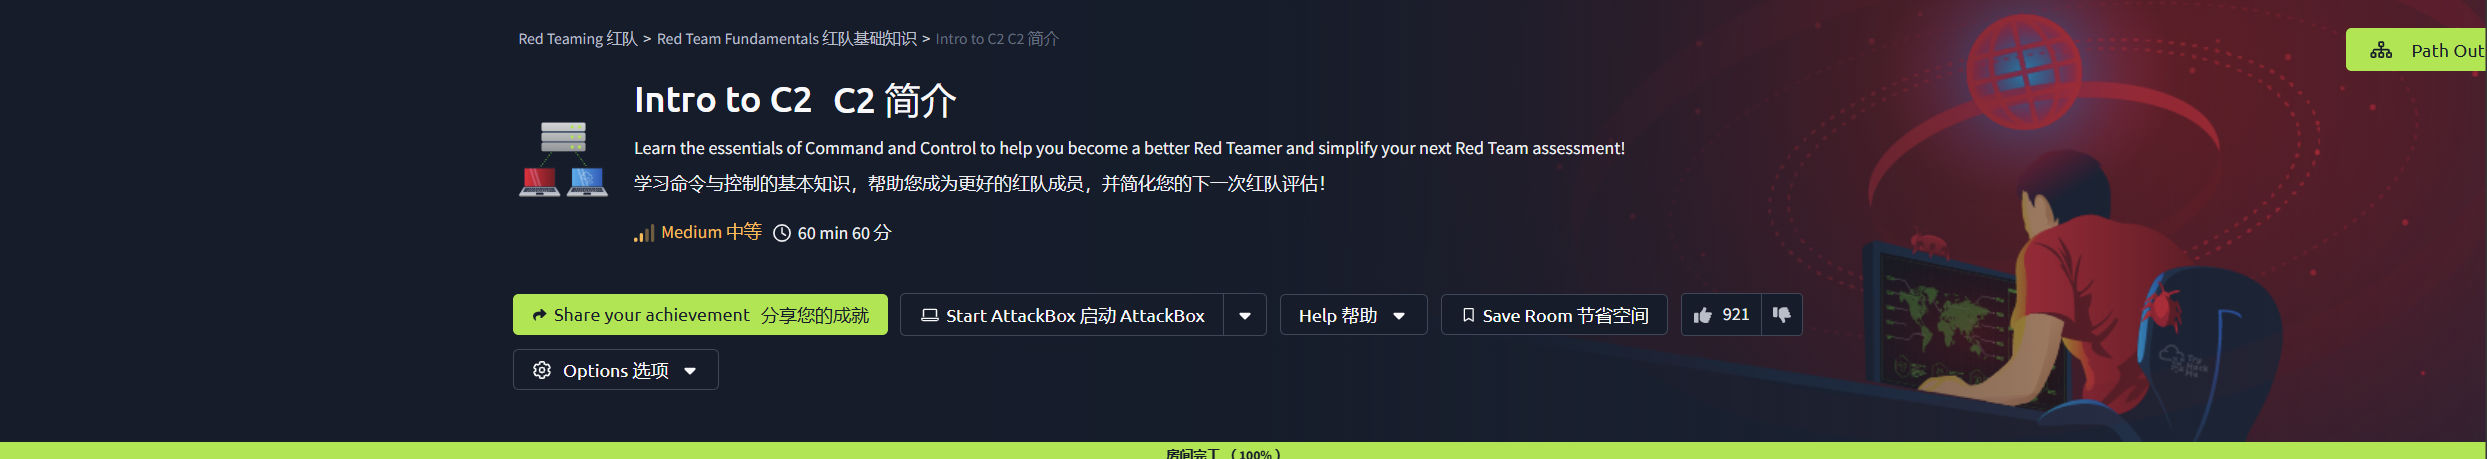 Red Teaming 红队 > Red Team Fundamentals 红队基础知识 > Intro to C2 C2 简介
Path Out
Intro to C2 C2 简介
Learn the essentials of Command and Control to help you become a better Red Teamer and simplify your next Red Team assessment!
学习命令与控制的基本知识，帮助您成为更好的红队成员，并简化您的下一次红队评估！
Medium 中等 60 min 60 分
Share your achievement 分享您的成就 Start AttackBox 启动 AttackBox Help 帮助 Save Room 节省空间 921
Options 选项
Try
Hack
Me
房间完工 （100%）